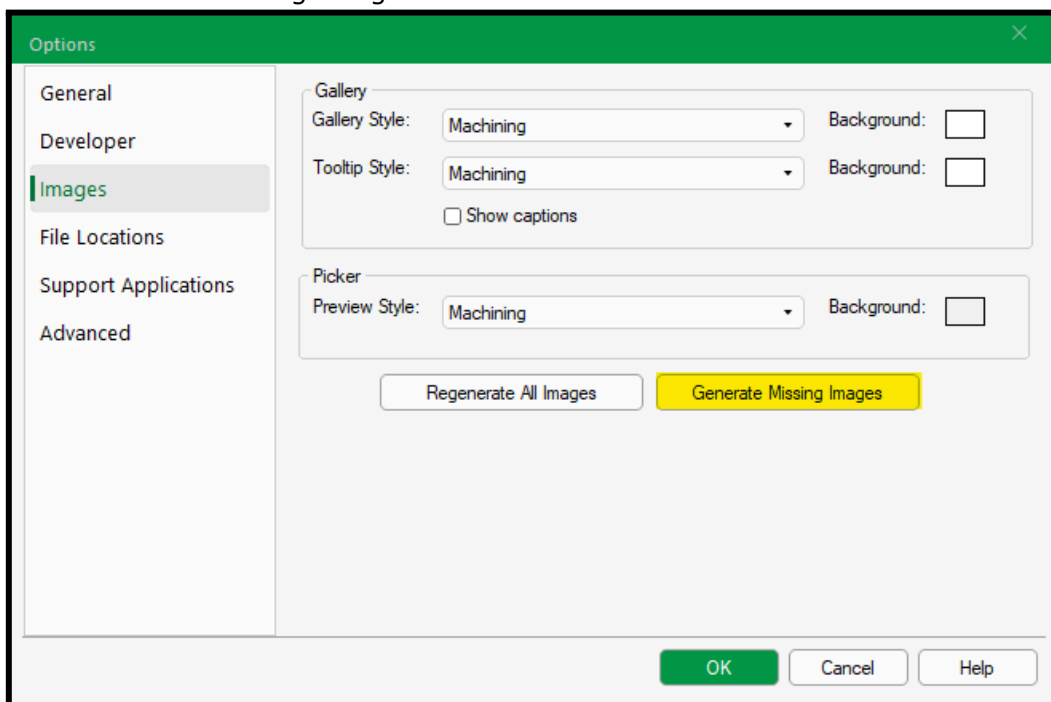 Options
General
Developer
Images
File Locations
Support Applications
Advanced
Gallery
Gallery Style: Machining Background:
Tooltip Style: Machining Background:
Show captions
Picker
Preview Style: Machining Background:
Regenerate All Images Generate Missing Images
OK Cancel Help